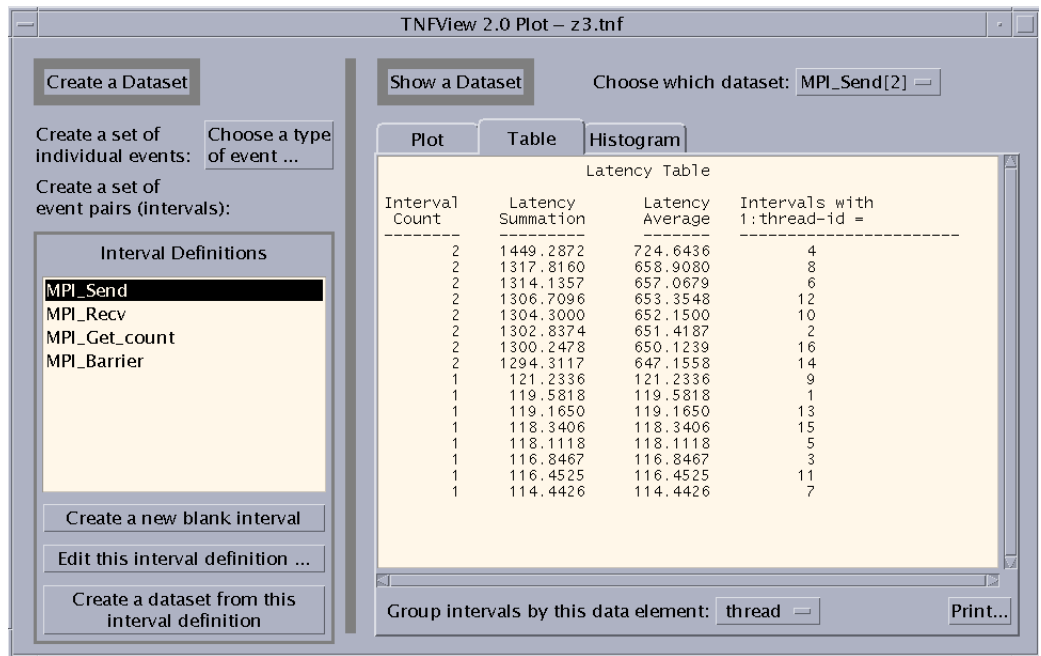 TNFView 2.0 Plot – z3.tnf
Create a Dataset
Create a set of
individual events:
Choose a type
of event ...
Create a set of
event pairs (intervals):
Interval Definitions
MPI_Send
MPI_Recv
MPI_Get_count
MPI_Barrier
Create a new blank interval
Edit this interval definition ...
Create a dataset from this
interval definition
Show a Dataset
Choose which dataset: MPI_Send[2]
Plot Table Histogram
Latency Table
Interval Latency Latency Intervals with
Count Summation Average 1:thread-id =
-------- --------- ------- -----------------------
2 1449.2872 724.6436 4
2 1317.8160 658.9080 8
2 1314.1357 657.0679 6
2 1306.7096 653.3548 12
2 1304.3000 652.1500 10
2 1302.8374 651.4187 2
2 1300.2478 650.1239 16
2 1294.3117 647.1558 14
1 121.2336 121.2336 9
1 119.5818 119.5818 1
1 119.1650 119.1650 13
1 118.3406 118.3406 15
1 118.1118 118.1118 5
1 116.8467 116.8467 3
1 116.4525 116.4525 11
1 114.4426 114.4426 7
Group intervals by this data element: thread
Print...